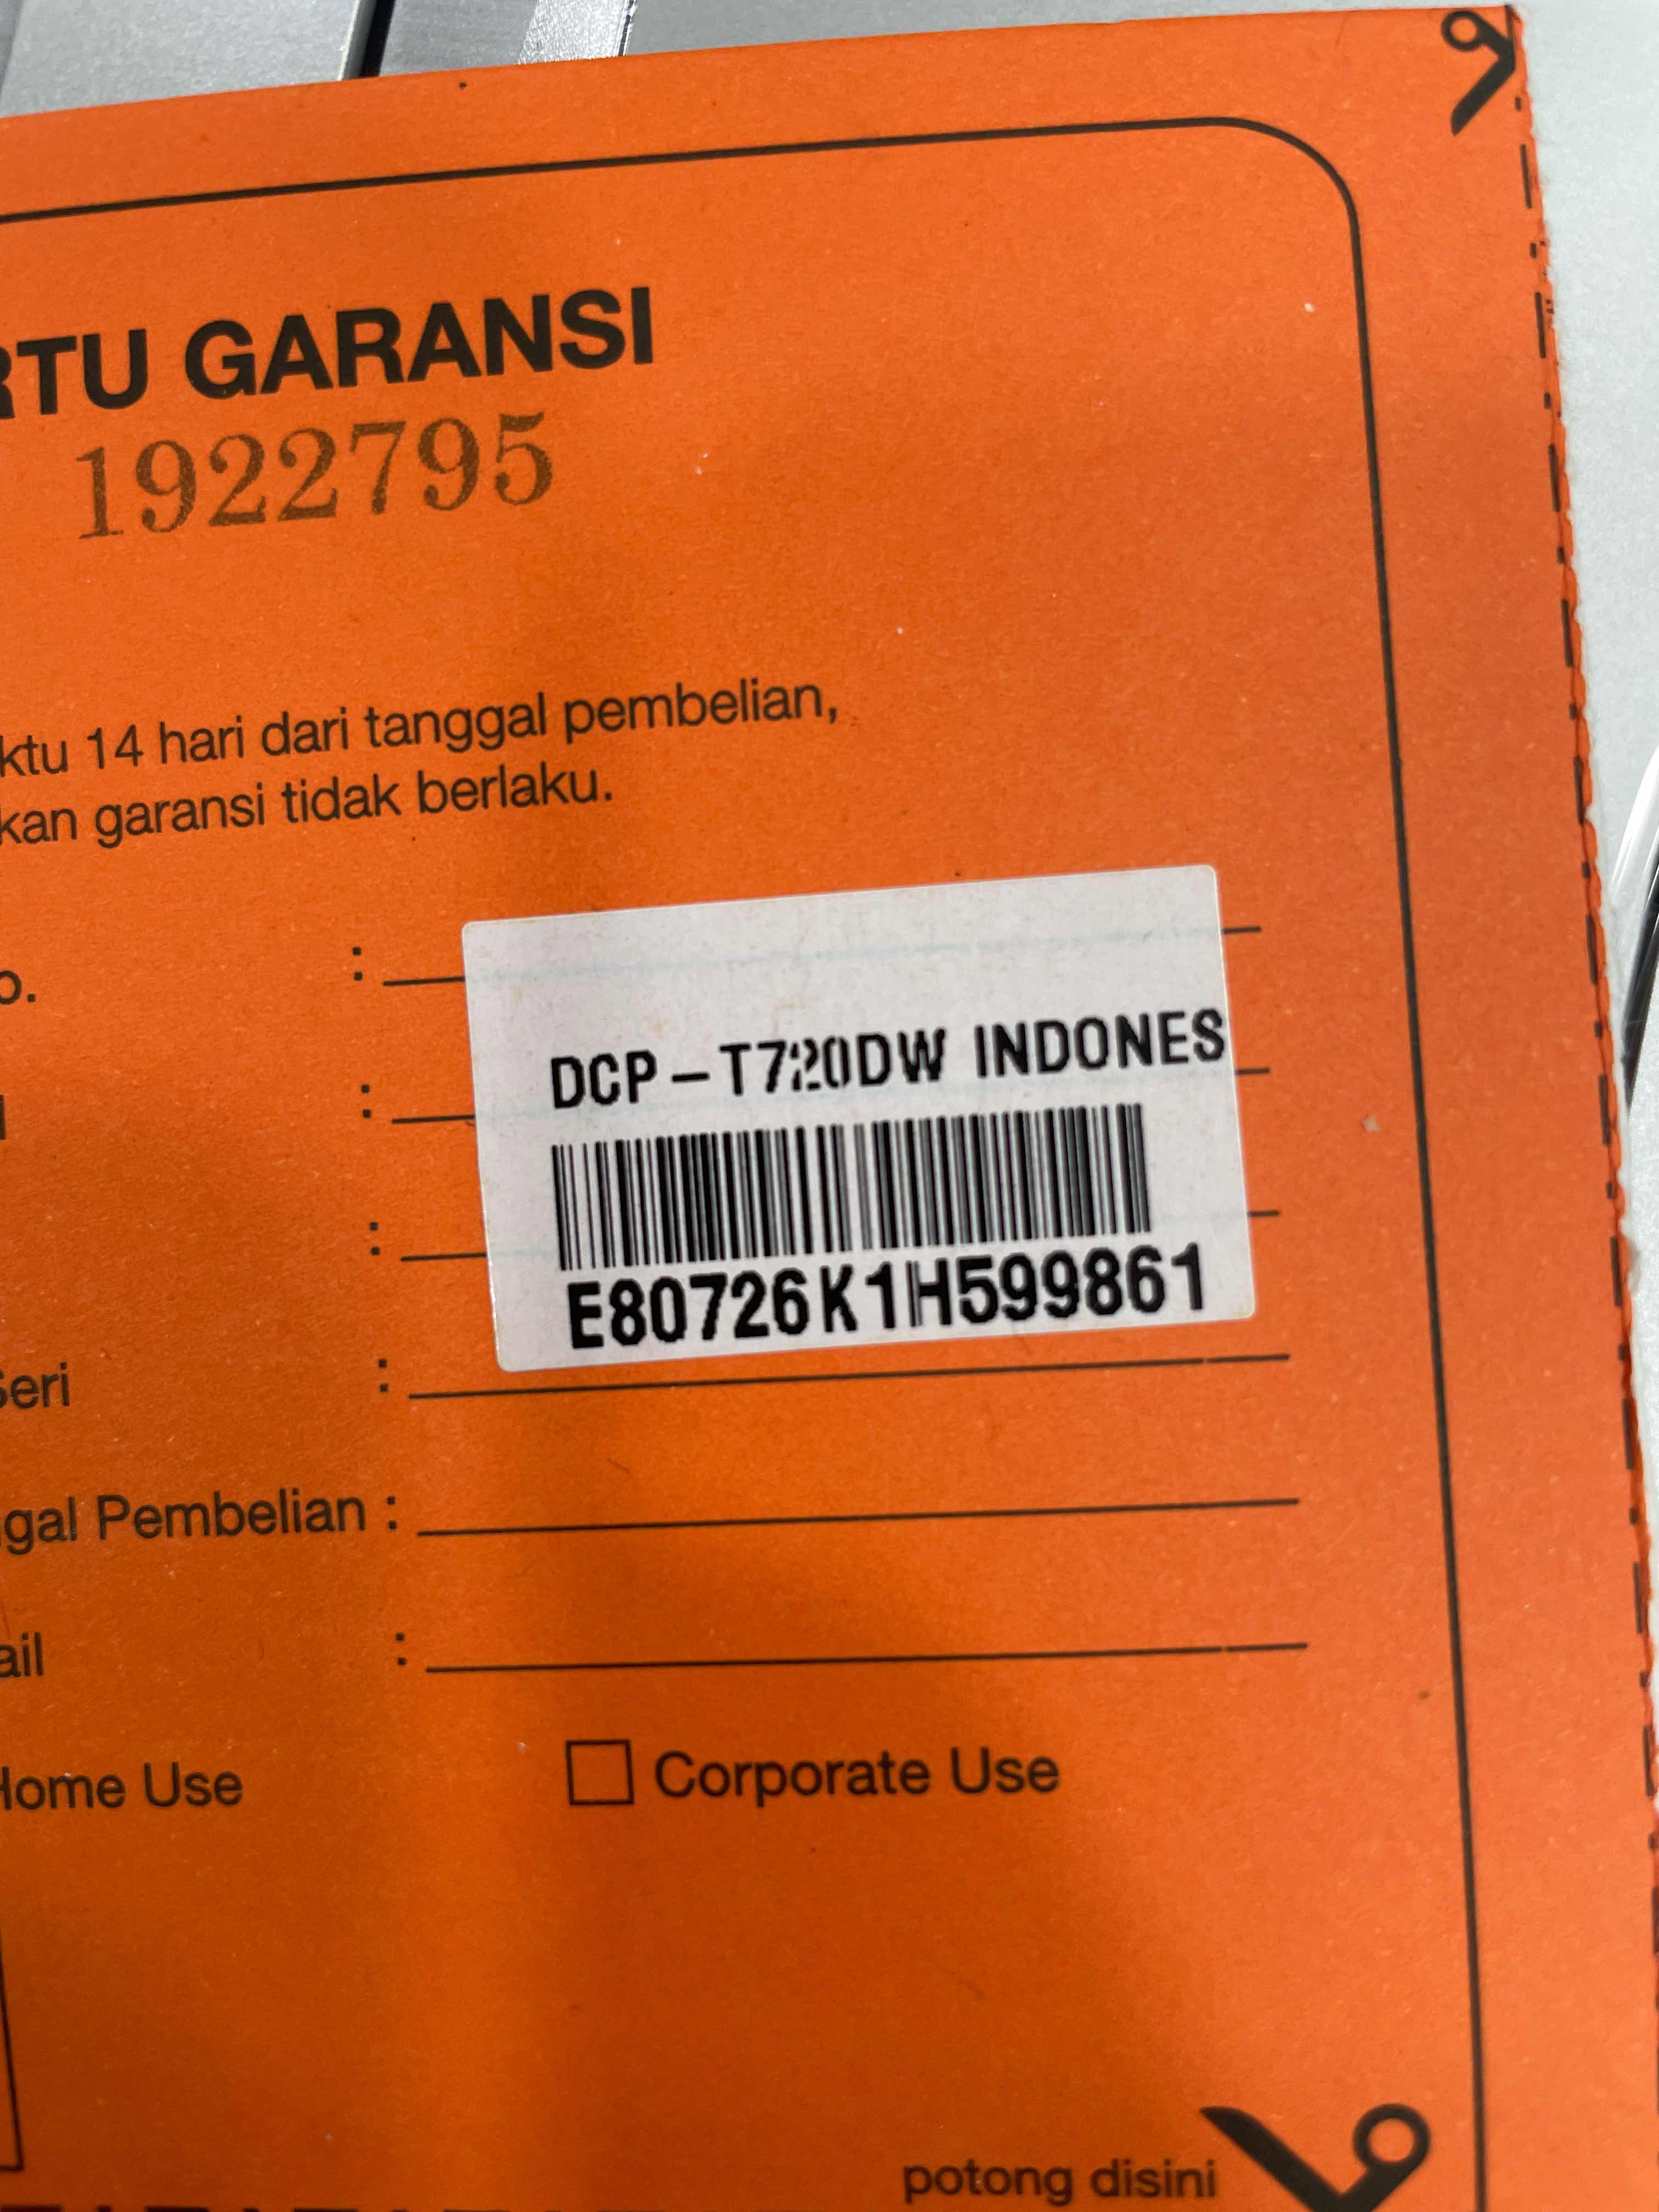 RTU GARANSI
1922795
ktu 14 hari dari tanggal pembelian,
kan garansi tidak berlaku.
o. :
:
DCP-T720DW INDONES
:
E80726K1H599861
Seri :
ggal Pembelian :
ail :
Home Use Corporate Use
potong disini